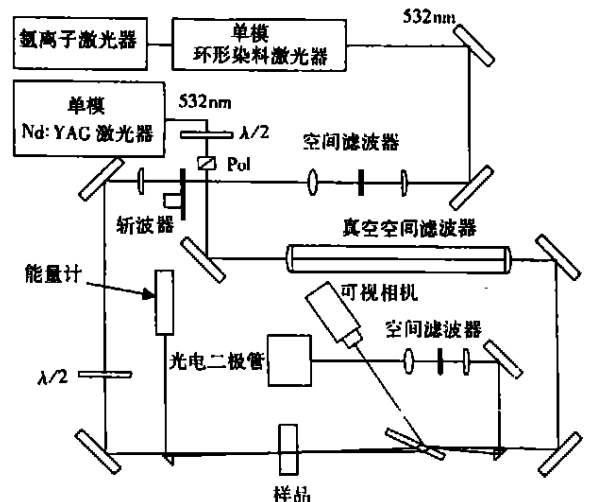 532nm
氩离子激光器
单模
环形染料激光器
单模
Nd:YAG 激光器
532nm
λ/2
Pol
空间滤波器
斩波器
真空空间滤波器
能量计
可视相机
空间滤波器
光电二极管
λ/2
样品